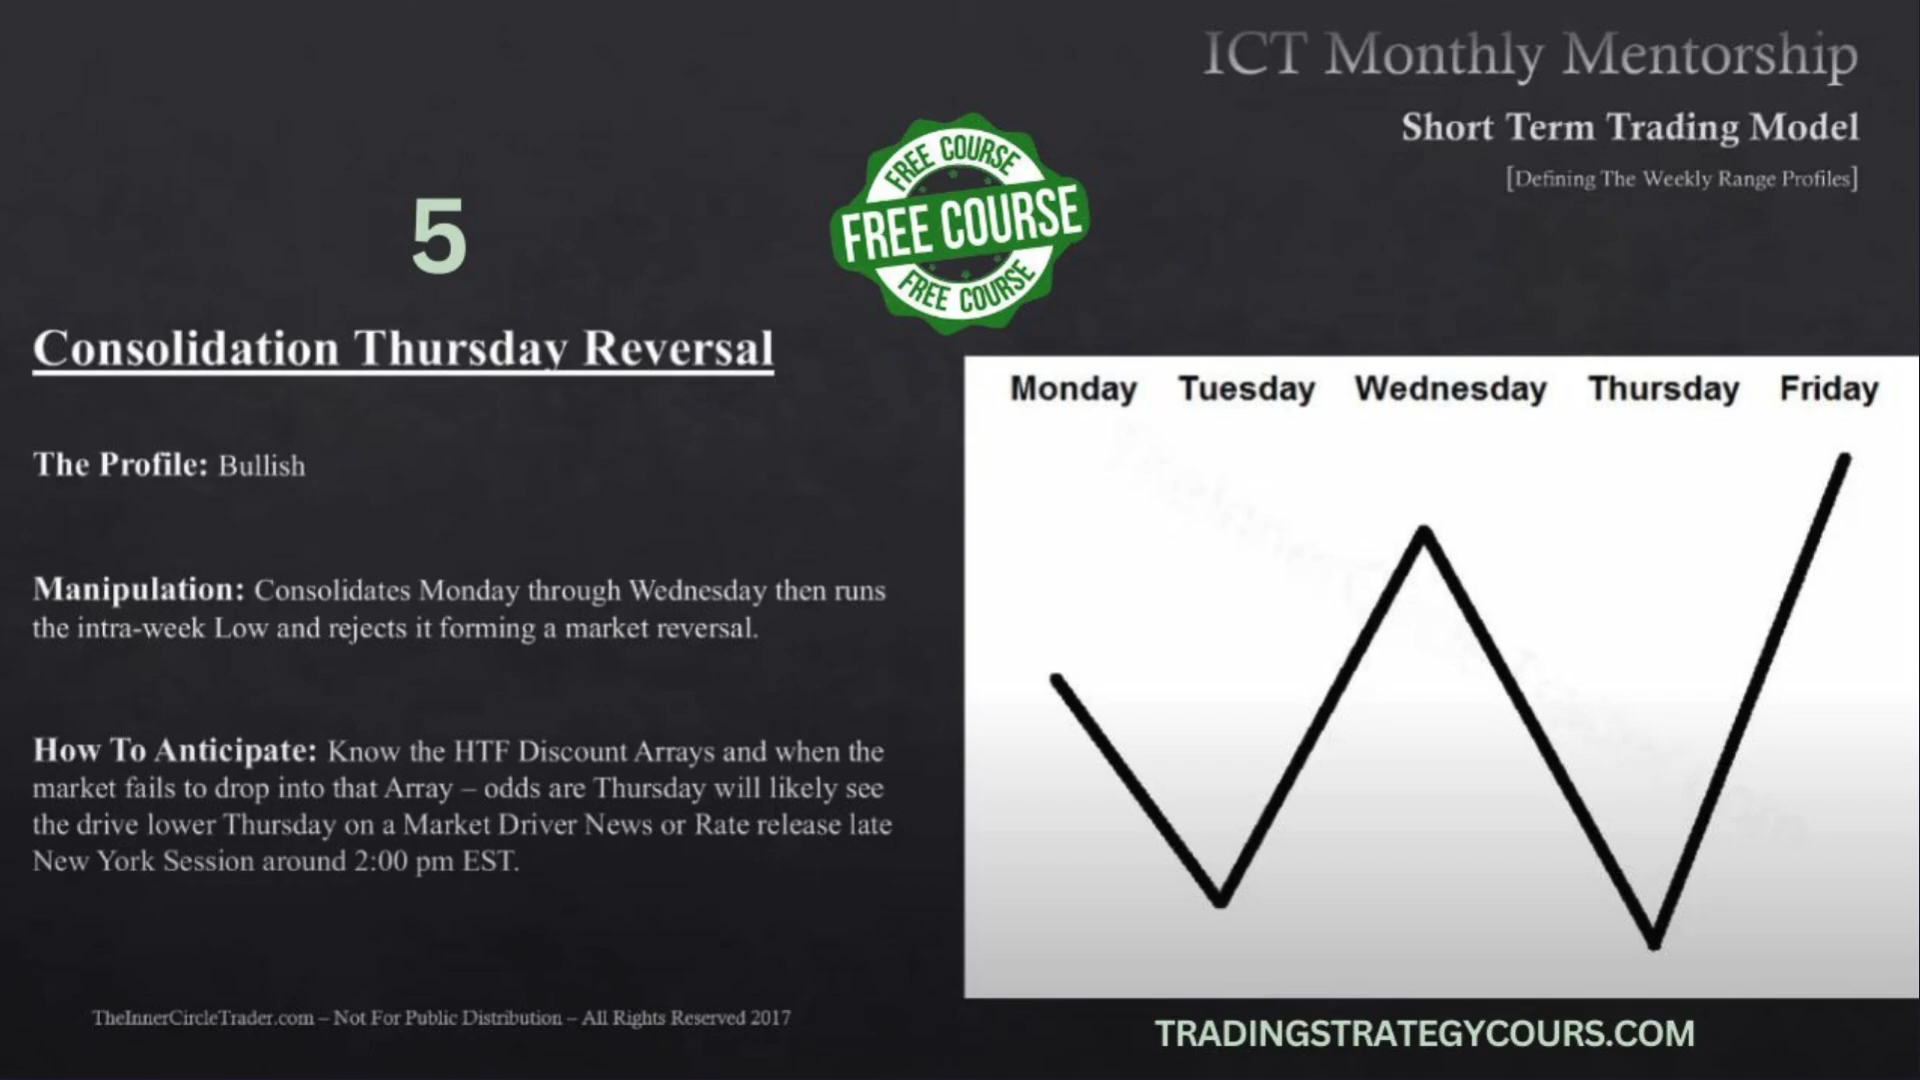 ICT Monthly Mentorship
Short Term Trading Model
[Defining The Weekly Range Profiles]
5
FREE COURSE
FREE COURSE
FREE COURSE
Consolidation Thursday Reversal
The Profile: Bullish
Manipulation: Consolidates Monday through Wednesday then runs
the intra-week Low and rejects it forming a market reversal.
How To Anticipate: Know the HTF Discount Arrays and when the
market fails to drop into that Array – odds are Thursday will likely see
the drive lower Thursday on a Market Driver News or Rate release late
New York Session around 2:00 pm EST.
Monday Tuesday Wednesday Thursday Friday
TheInnerCircleTrader.com – Not For Public Distribution – All Rights Reserved 2017
TRADINGSTRATEGYCOURS.COM